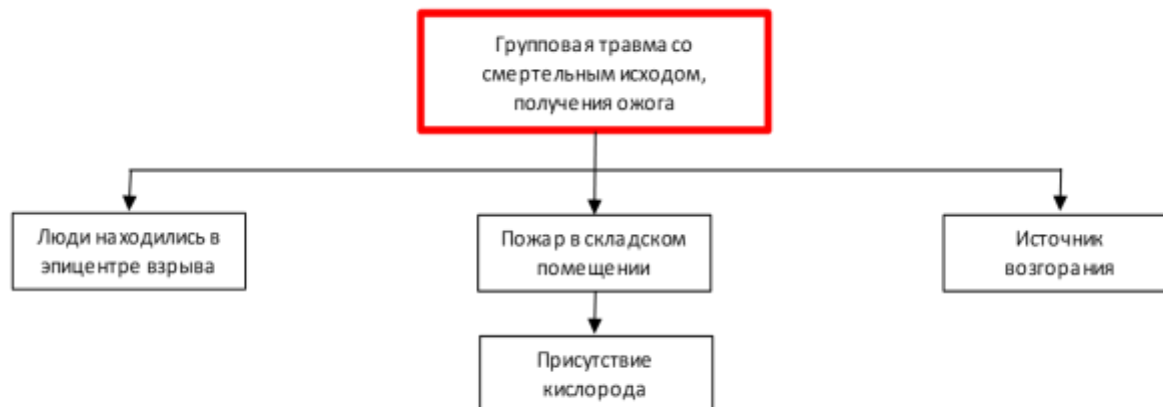 Групповая травма со
смертельным исходом,
получения ожога
Люди находились в
эпицентре взрыва
Пожар в складском
помещении
Источник
возгорания
Присутствие
кислорода